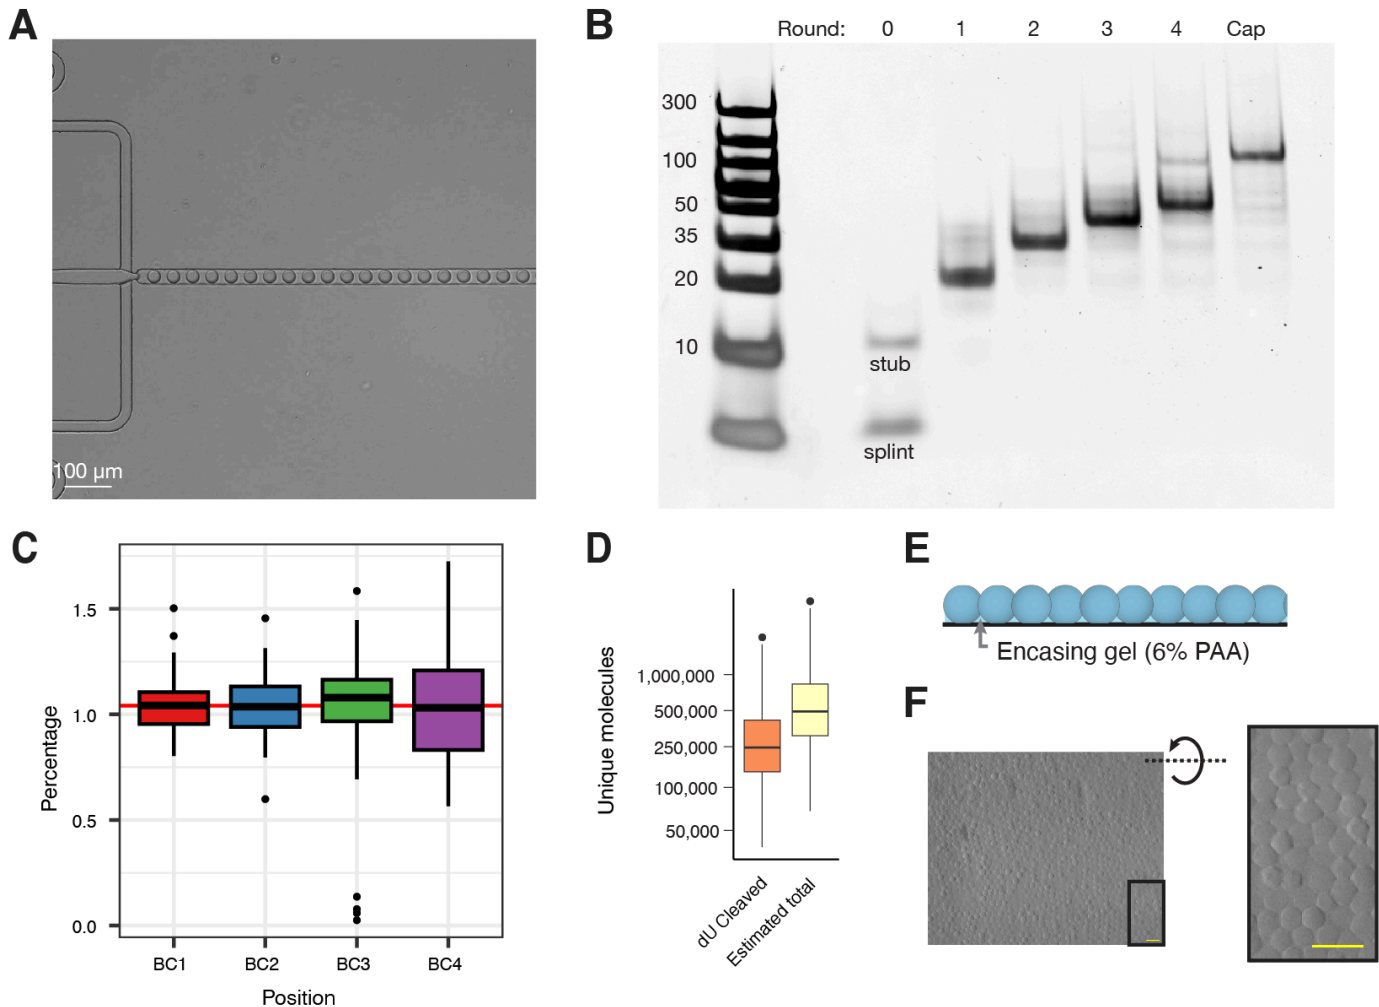 A
100 µm
B
Round: 0 1 2 3 4 Cap
300
100
50
35
20
10
stub
splint
C
Percentage
1.5
1.0
0.5
0.0
BC1 BC2 BC3 BC4
Position
D
Unique molecules
1,000,000
500,000
250,000
100,000
50,000
dU Cleaved
Estimated total
E
Encasing gel (6% PAA)
F